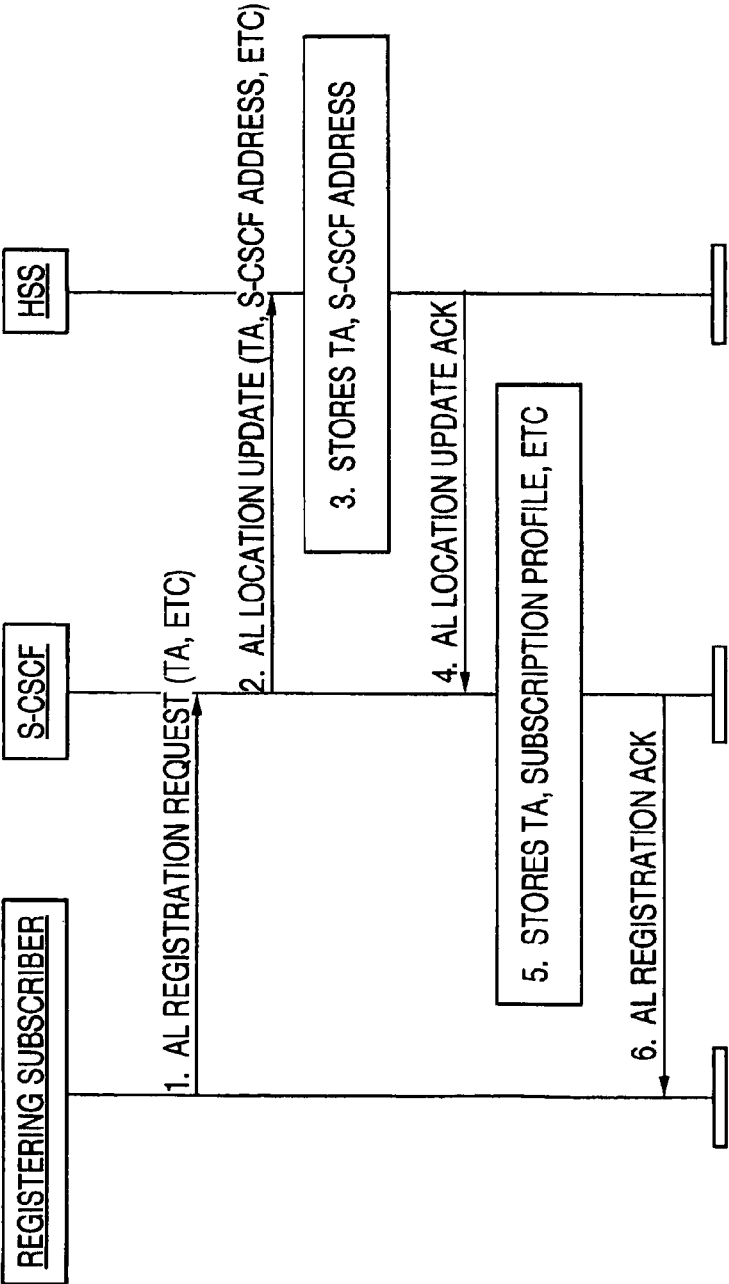 REGISTERING SUBSCRIBER
S-CSCF
HSS
1. AL REGISTRATION REQUEST (TA, ETC)
2. AL LOCATION UPDATE (TA, S-CSCF ADDRESS, ETC)
3. STORES TA, S-CSCF ADDRESS
4. AL LOCATION UPDATE ACK
5. STORES TA, SUBSCRIPTION PROFILE, ETC
6. AL REGISTRATION ACK